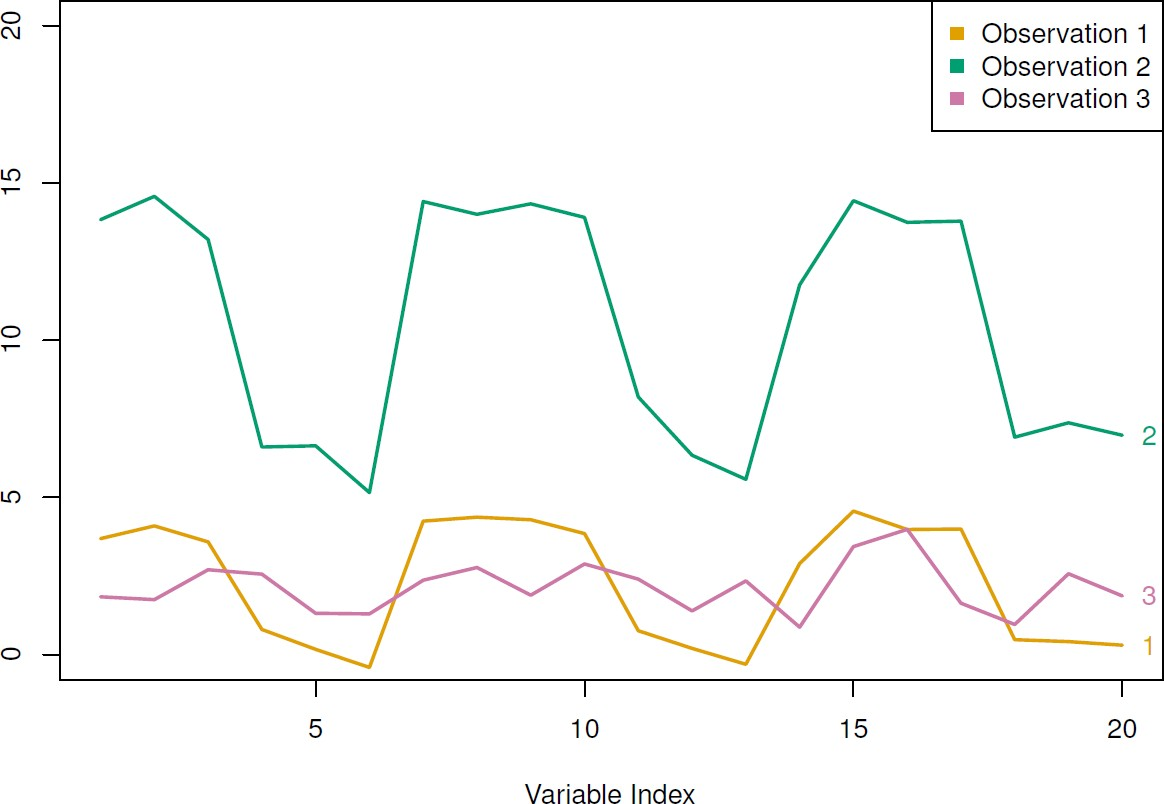 20
15
10
5
0
Observation 1
Observation 2
Observation 3
2
3
1
5 10 15 20
Variable Index